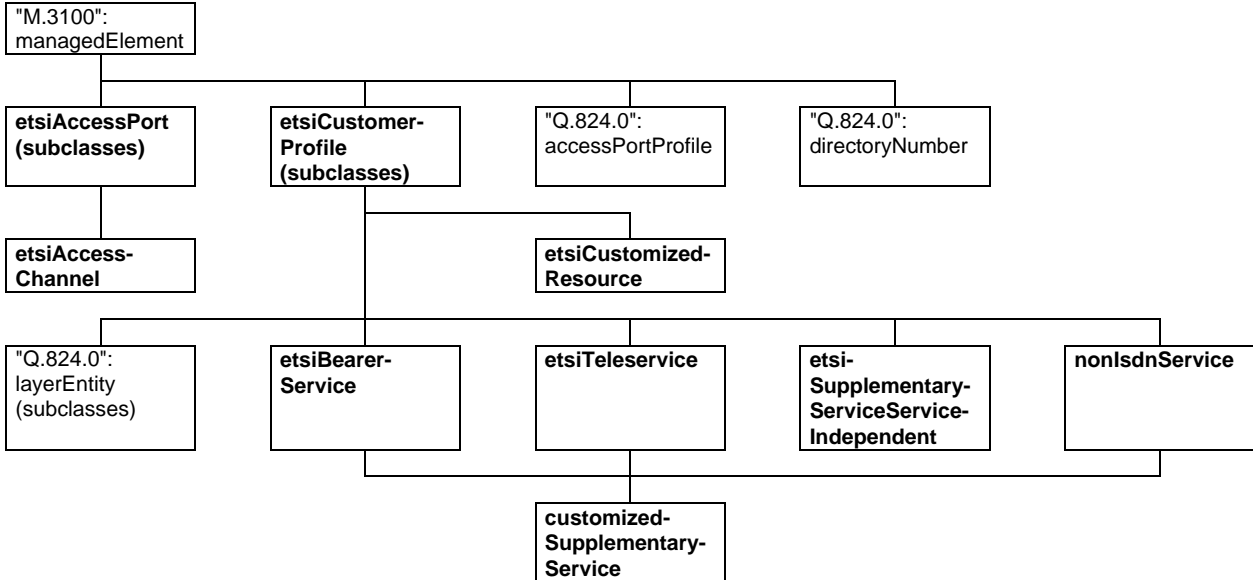 "M.3100":
managedElement
etsiAccessPort
(subclasses)
etsiCustomer-
Profile
(subclasses)
"Q.824.0":
accessPortProfile
"Q.824.0":
directoryNumber
etsiAccess-
Channel
etsiCustomized-
Resource
"Q.824.0":
layerEntity
(subclasses)
etsiBearer-
Service
etsiTeleservice
etsi-
Supplementary-
ServiceService-
Independent
nonIsdnService
customized-
Supplementary-
Service